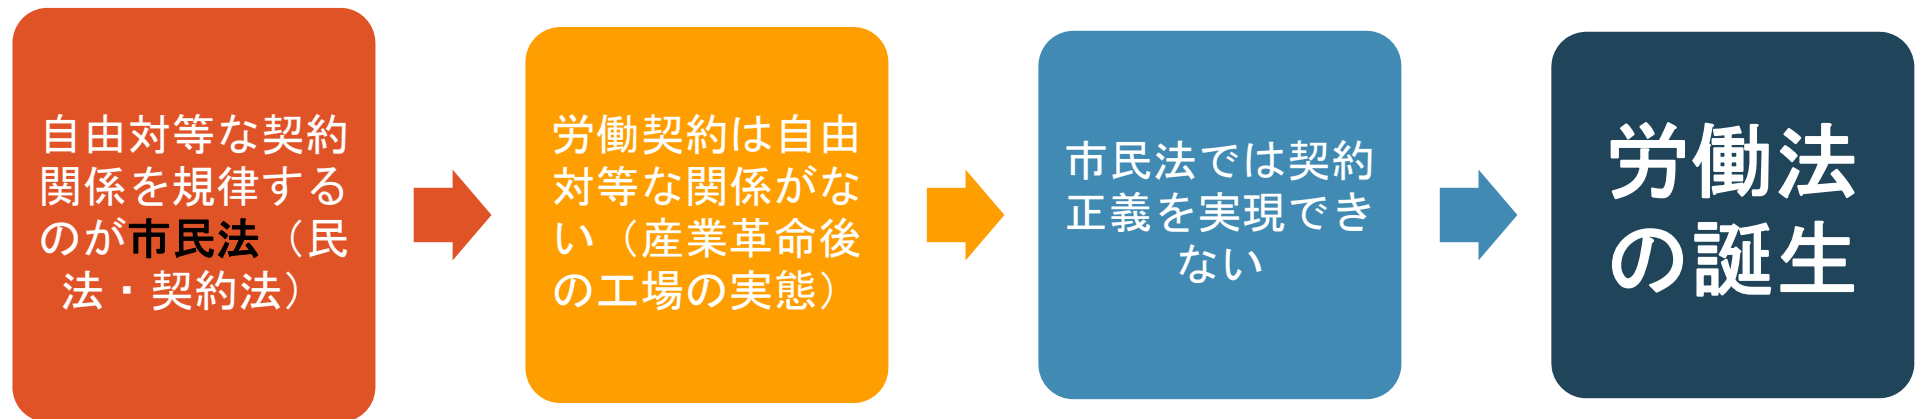 自由対等な契約
関係を規律する
のが市民法（民
法・契約法）
労働契約は自由
対等な関係がな
い（産業革命後
の工場の実態）
市民法では契約
正義を実現でき
ない
労働法
の誕生